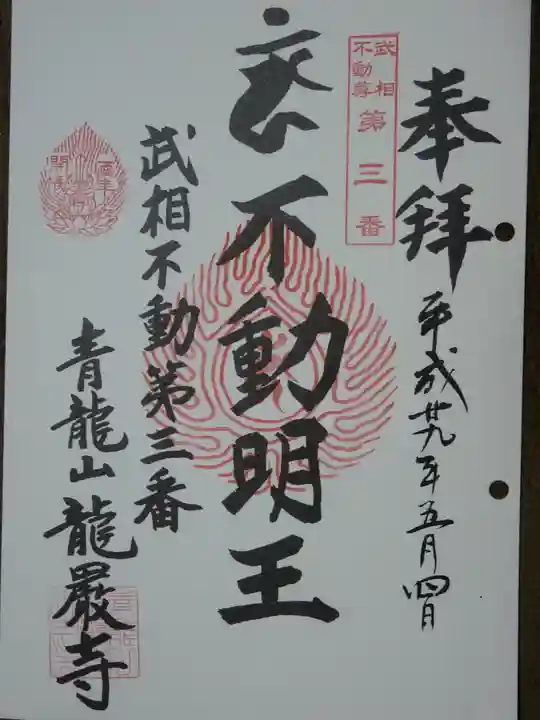 奉拝
平成廿九年五月四日
武相
不動尊
第三番
不動明王
武相不動第三番
青龍山龍巖寺